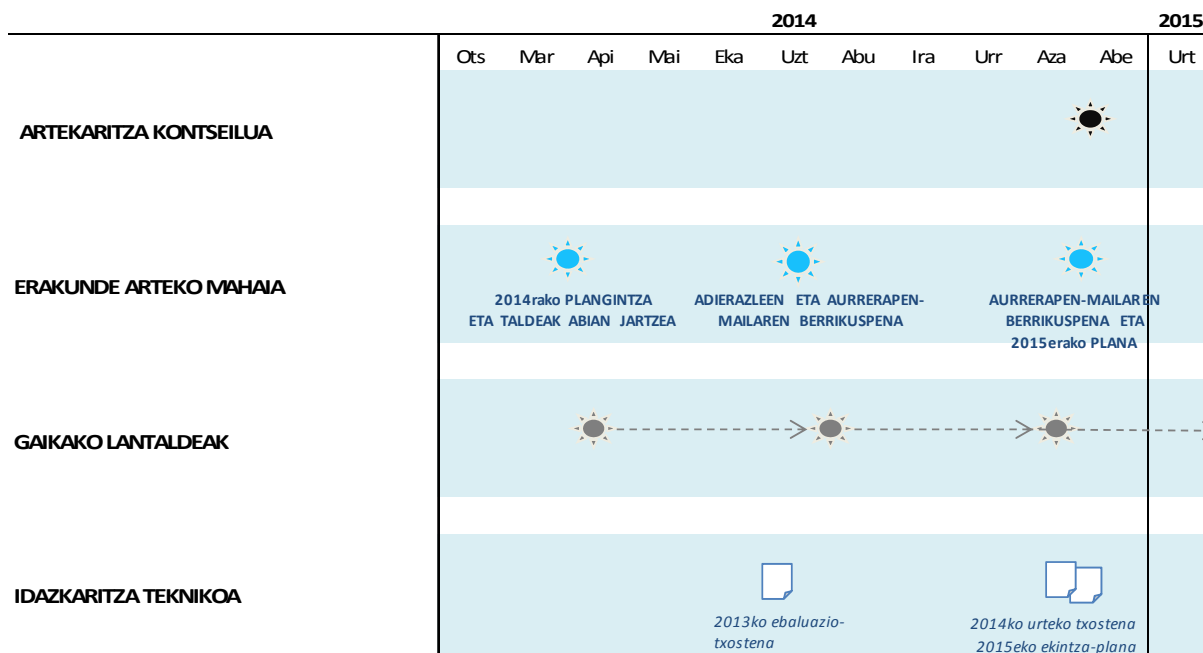 2014 2015
Ots Mar Api Mai Eka Uzt Abu Ira Urr Aza Abe Urt
ARTEKARITZA KONTSEILUA
ERAKUNDE ARTEKO MAHAIA
2014rako PLANGINTZA
ETA TALDEAK ABIAN JARTZEA
ADIERAZLEEN ETA AURRERAPEN-
MAILAREN BERRIKUSPENA
AURRERAPEN-MAILAREN
BERRIKUSPENA ETA
2015erako PLANA
GAIKAKO LANTALDEAK
IDAZKARITZA TEKNIKOA
2013ko ebaluazio-
txostena
2014ko urteko txostena
2015eko ekintza-plana